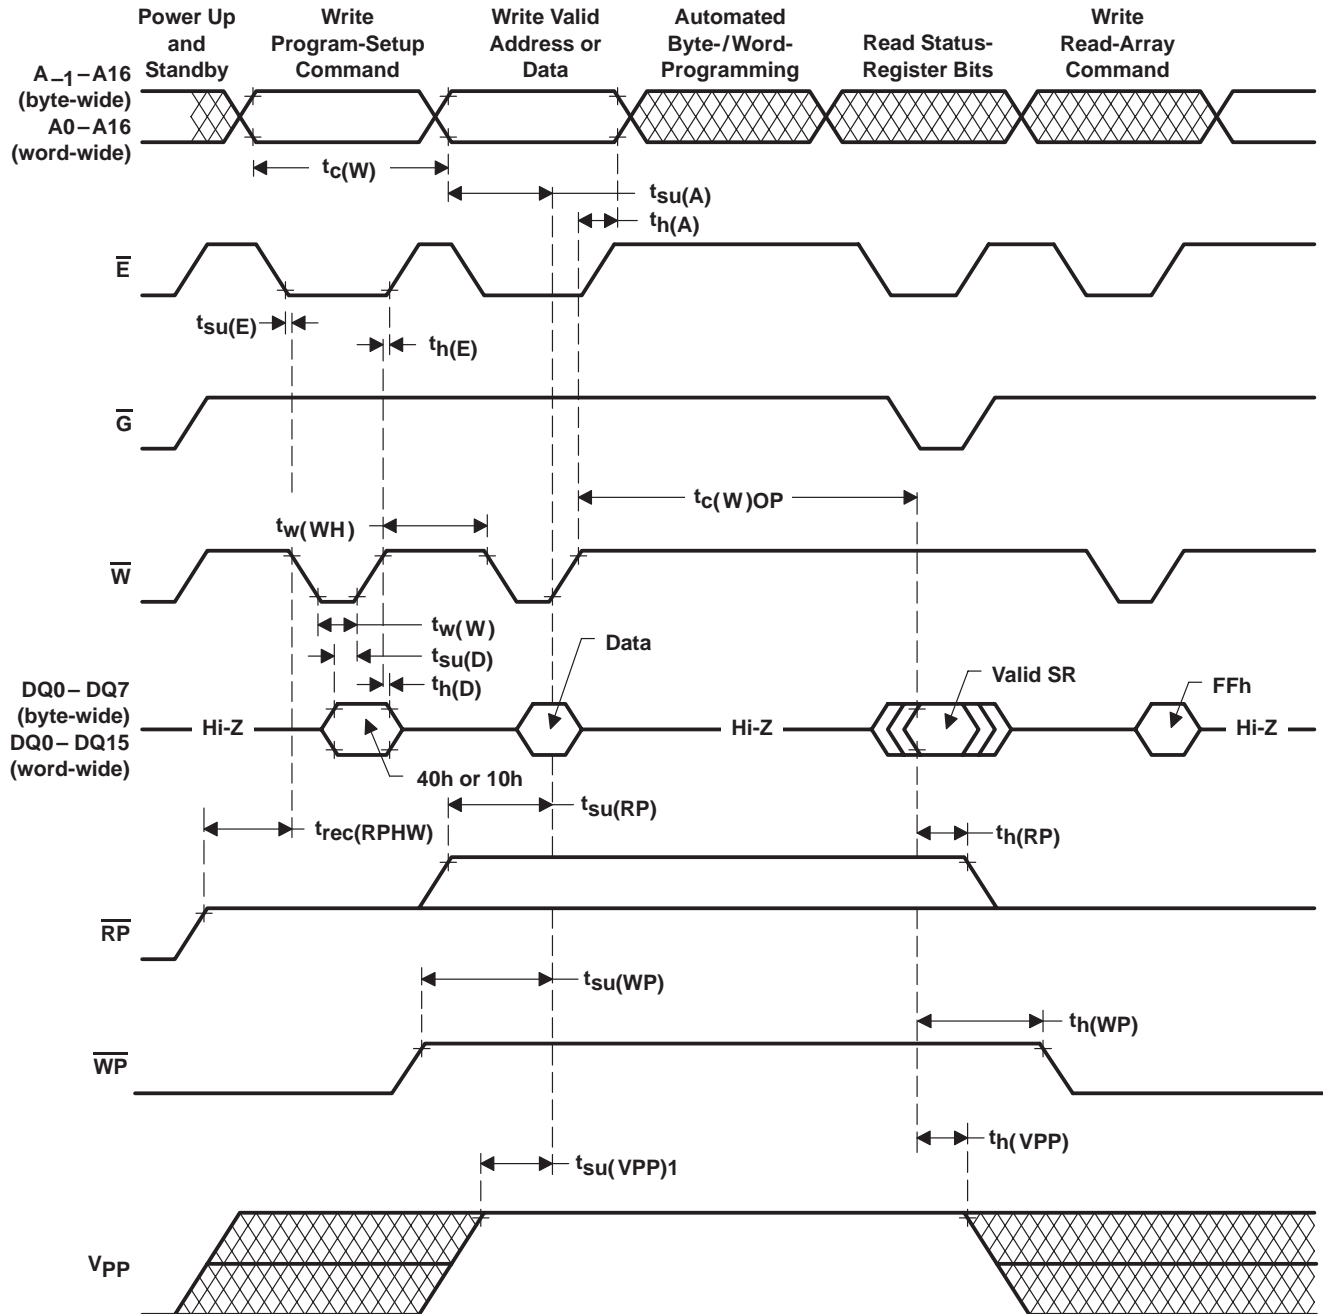 Power Up
and
Standby
Write
Program-Setup
Command
Write Valid
Address or
Data
Automated
Byte-/Word-
Programming
Read Status-
Register Bits
Write
Read-Array
Command
A–1–A16
(byte-wide)
A0–A16
(word-wide)
tc(W)
tsu(A)
th(A)
E
tsu(E)
th(E)
G
tc(W)OP
tw(WH)
W
tw(W)
tsu(D)
th(D)
Data
Valid SR
FFh
DQ0–DQ7
(byte-wide)
DQ0–DQ15
(word-wide)
Hi-Z
Hi-Z
Hi-Z
40h or 10h
tsu(RP)
trec(RPHW)
th(RP)
RP
tsu(WP)
th(WP)
WP
th(VPP)
tsu(VPP)1
VPP